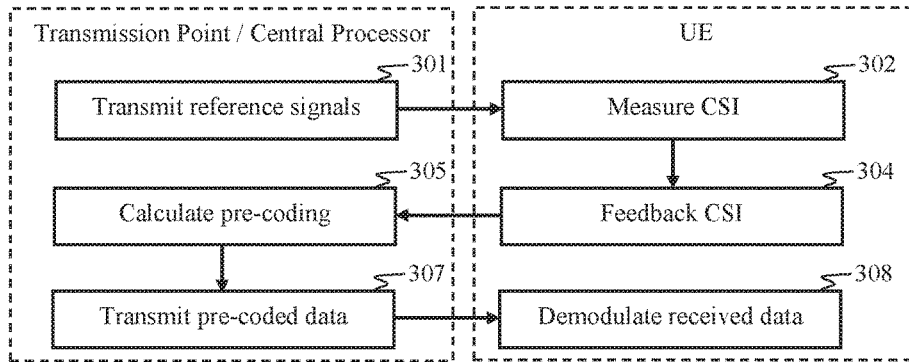 Transmission Point / Central Processor
UE
301
302
Transmit reference signals
Measure CSI
305
304
Calculate pre-coding
Feedback CSI
307
308
Transmit pre-coded data
Demodulate received data